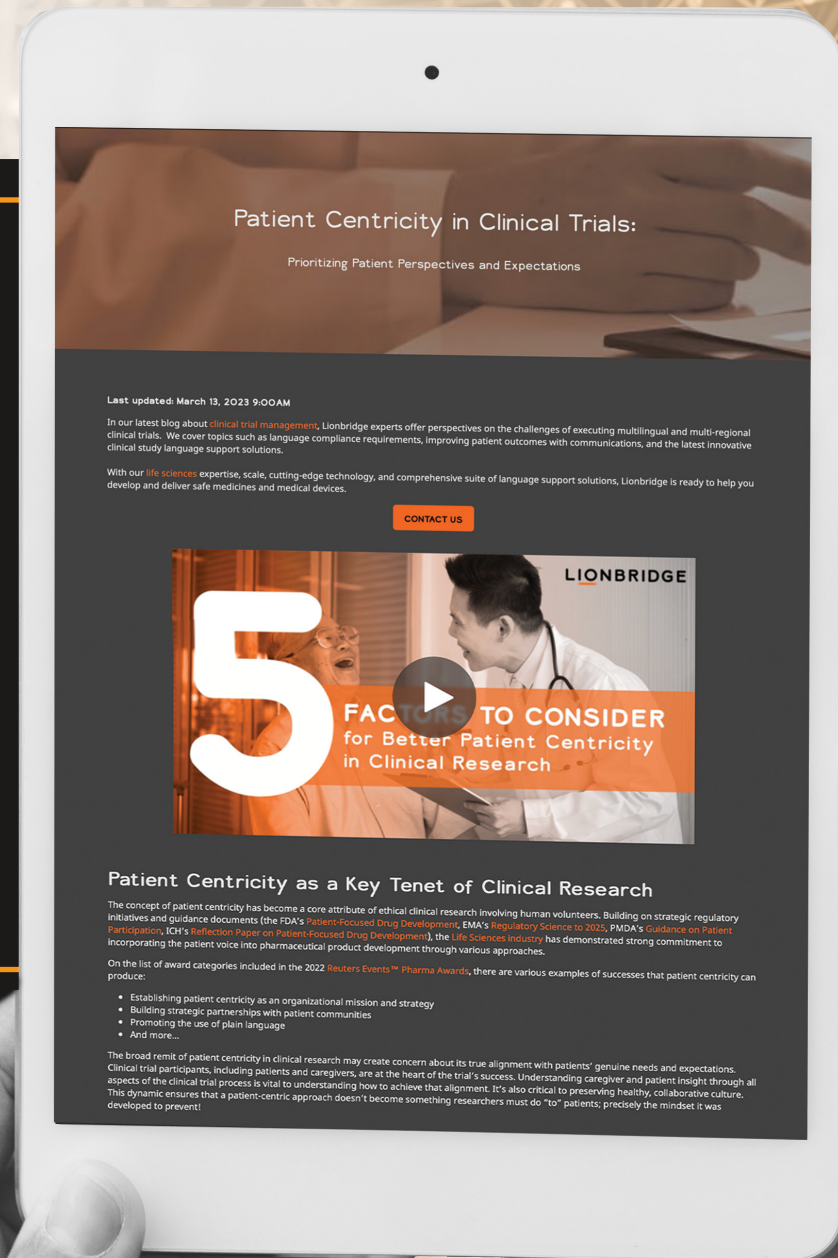 Patient Centricity in Clinical Trials:
Prioritizing Patient Perspectives and Expectations
Last updated: March 13, 2023 9:00AM
In our latest blog about clinical trial management, Lionbridge experts offer perspectives on the challenges of executing multilingual and multi-regional
clinical trials. We cover topics such as language compliance requirements, improving patient outcomes with communications, and the latest innovative
clinical study language support solutions.
With our life sciences expertise, scale, cutting-edge technology, and comprehensive suite of language support solutions, Lionbridge is ready to help you
develop and deliver safe medicines and medical devices.
CONTACT US
LIONBRIDGE
5 FACTORS TO CONSIDER
for Better Patient Centricity
in Clinical Research
Patient Centricity as a Key Tenet of Clinical Research
The concept of patient centricity has become a core attribute of ethical clinical research involving human volunteers. Building on strategic regulatory
initiatives and guidance documents (the FDA's Patient-Focused Drug Development, EMA's Regulatory Science to 2025, PMDA's Guidance on Patient
Participation, ICH's Reflection Paper on Patient-Focused Drug Development), the Life Sciences industry has demonstrated strong commitment to
incorporating the patient voice into pharmaceutical product development through various approaches.
On the list of award categories included in the 2022 Reuters Events™ Pharma Awards, there are various examples of successes that patient centricity can
produce:
• Establishing patient centricity as an organizational mission and strategy
• Building strategic partnerships with patient communities
• Promoting the use of plain language
• And more...
The broad remit of patient centricity in clinical research may create concern about its true alignment with patients' genuine needs and expectations.
Clinical trial participants, including patients and caregivers, are at the heart of the trial's success. Understanding caregiver and patient insight through all
aspects of the clinical trial process is vital to understanding how to achieve that alignment. It's also critical to preserving healthy, collaborative culture.
This dynamic ensures that a patient-centric approach doesn't become something researchers must do "to" patients; precisely the mindset it was
developed to prevent!